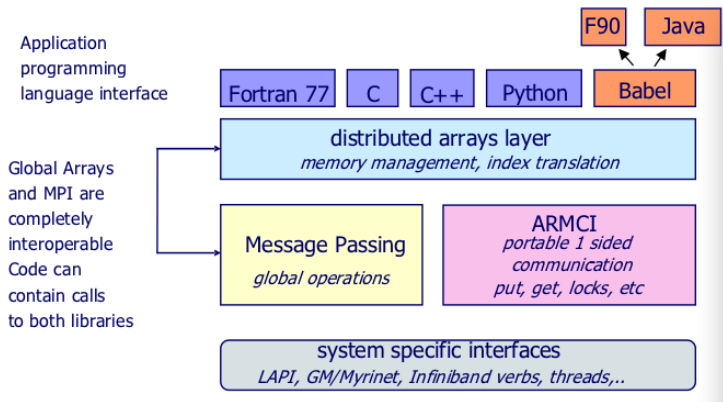 F90
Java
Application
programming
language interface
Fortran 77
C
C++
Python
Babel
distributed arrays layer
memory management, index translation
Global Arrays
and MPI are
completely
interoperable
Code can
contain calls
to both libraries
Message Passing
global operations
ARMCI
portable 1 sided
communication
put, get, locks, etc
system specific interfaces
LAPI, GM/Myrinet, Infiniband verbs, threads,..